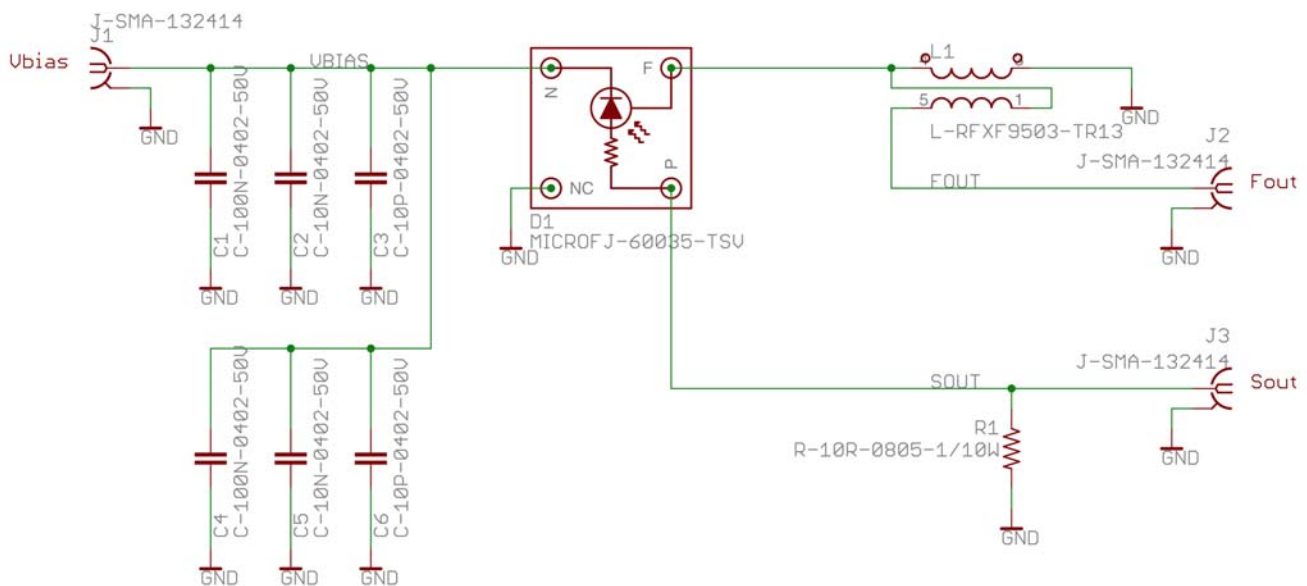 J-SMA-132414
J1
Vbias
GND
VBIAS
C1
C-100N-0402-50V
C2
C-10N-0402-50V
C3
C-10P-0402-50V
GND
GND
GND
C4
C-100N-0402-50V
C5
C-10N-0402-50V
C6
C-10P-0402-50V
GND
GND
GND
N
F
NC
P
D1
MICROFJ-60035-TSV
GND
L1
5
1
L-RFXF9503-TR13
GND
J2
J-SMA-132414
FOUT
Fout
GND
J3
J-SMA-132414
SOUT
Sout
GND
R1
R-10R-0805-1/10W
GND